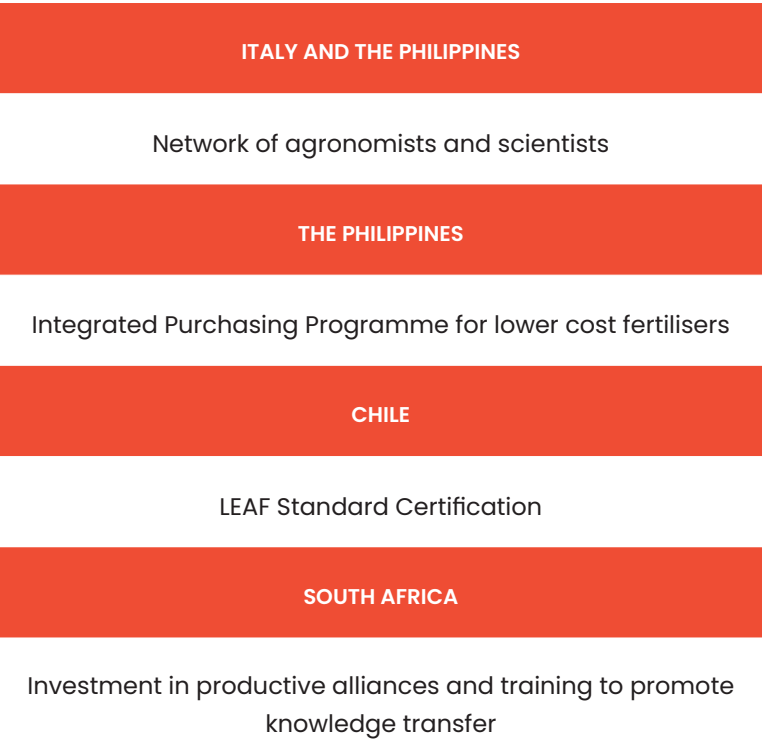 ITALY AND THE PHILIPPINES
Network of agronomists and scientists
THE PHILIPPINES
Integrated Purchasing Programme for lower cost fertilisers
CHILE
LEAF Standard Certification
SOUTH AFRICA
Investment in productive alliances and training to promote
knowledge transfer